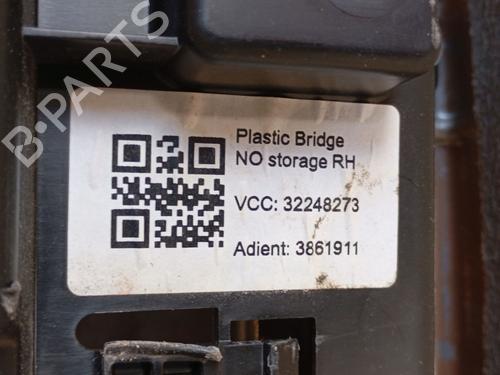 B-PARTS
Plastic Bridge
NO storage RH
VCC: 32248273
Adient: 3861911